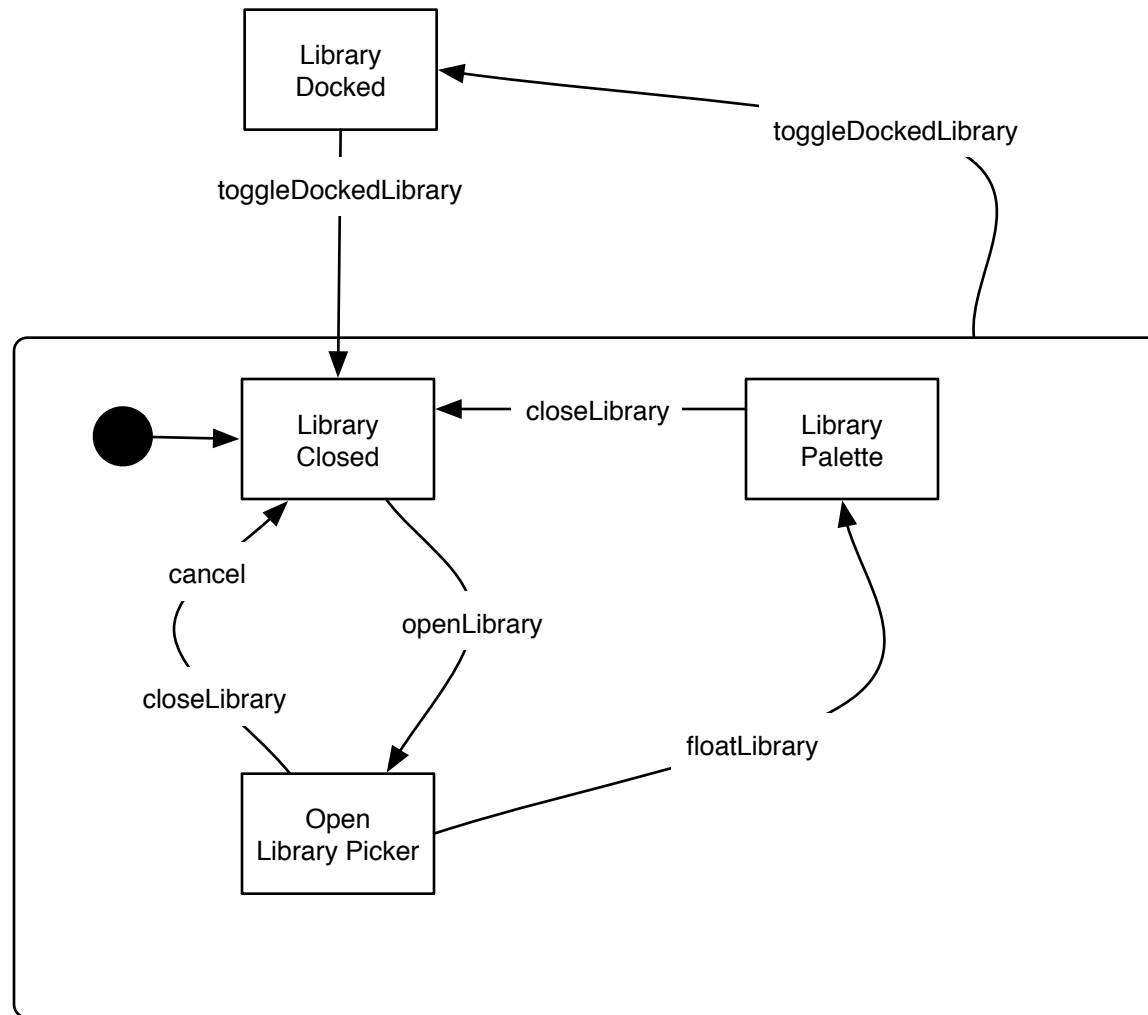 Library
Docked
toggleDockedLibrary
toggleDockedLibrary
Library
Closed
closeLibrary
Library
Palette
cancel
openLibrary
closeLibrary
floatLibrary
Open
Library Picker